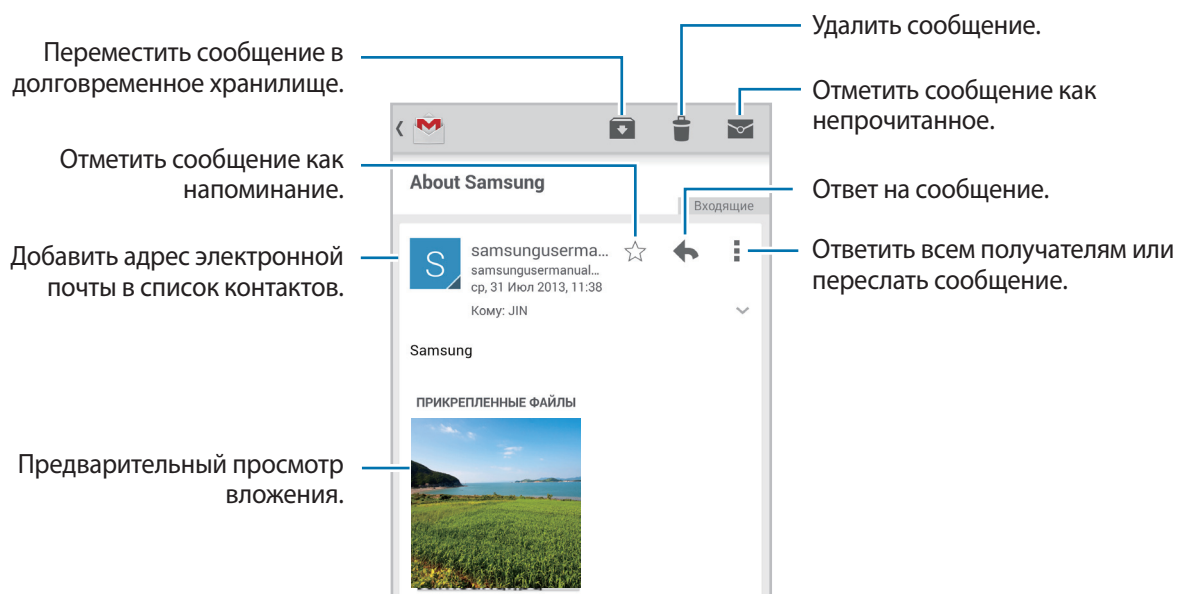 Переместить сообщение в
долговременное хранилище.
Отметить сообщение как
напоминание.
Добавить адрес электронной
почты в список контактов.
Предварительный просмотр
вложения.
About Samsung
Входящие
S
samsunguserma...
samsungusermanual...
ср, 31 Июл 2013, 11:38
Кому: JIN
Samsung
ПРИКРЕПЛЕННЫЕ ФАЙЛЫ
Удалить сообщение.
Отметить сообщение как
непрочитанное.
Ответ на сообщение.
Ответить всем получателям или
переслать сообщение.